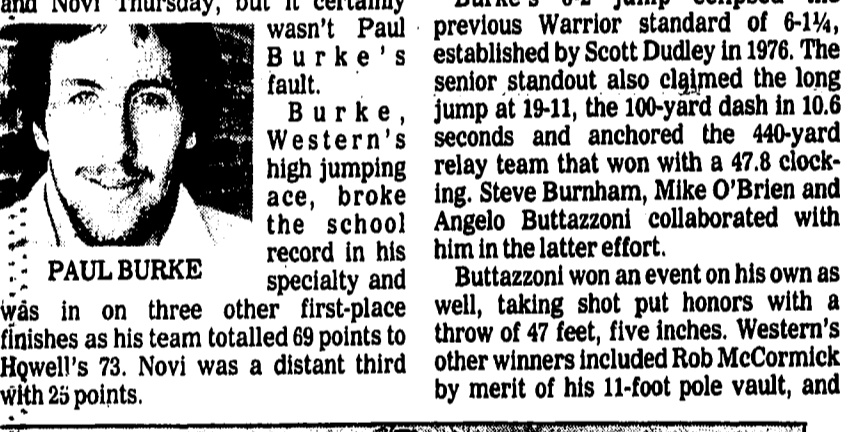 and Novi Thursday, but it certainly
wasn't Paul
Burke's
fault.
Burke,
Western's
high jumping
ace, broke
the school
record in his
specialty and
was in on three other first-place
finishes as his team totalled 69 points to
Howell's 73. Novi was a distant third
with 25 points.
PAUL BURKE
Burke's 6-2 jump eclipsed the
previous Warrior standard of 6-1¼,
established by Scott Dudley in 1976. The
senior standout also claimed the long
jump at 19-11, the 100-yard dash in 10.6
seconds and anchored the 440-yard
relay team that won with a 47.8 clock-
ing. Steve Burnham, Mike O'Brien and
Angelo Buttazzoni collaborated with
him in the latter effort.
Buttazzoni won an event on his own as
well, taking shot put honors with a
throw of 47 feet, five inches. Western's
other winners included Rob McCormick
by merit of his 11-foot pole vault, and